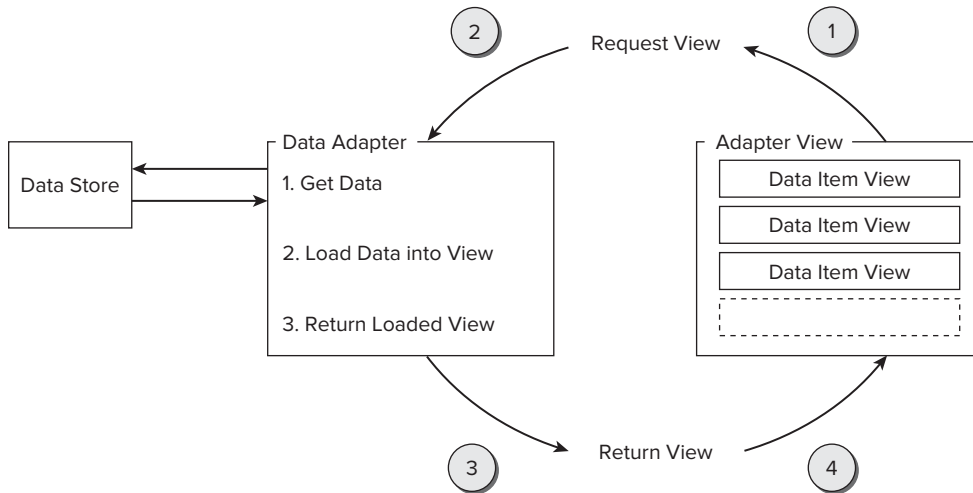 2
Request View
1
Data Adapter
Adapter View
Data Store
1. Get Data
2. Load Data into View
3. Return Loaded View
Data Item View
Data Item View
Data Item View
3
Return View
4